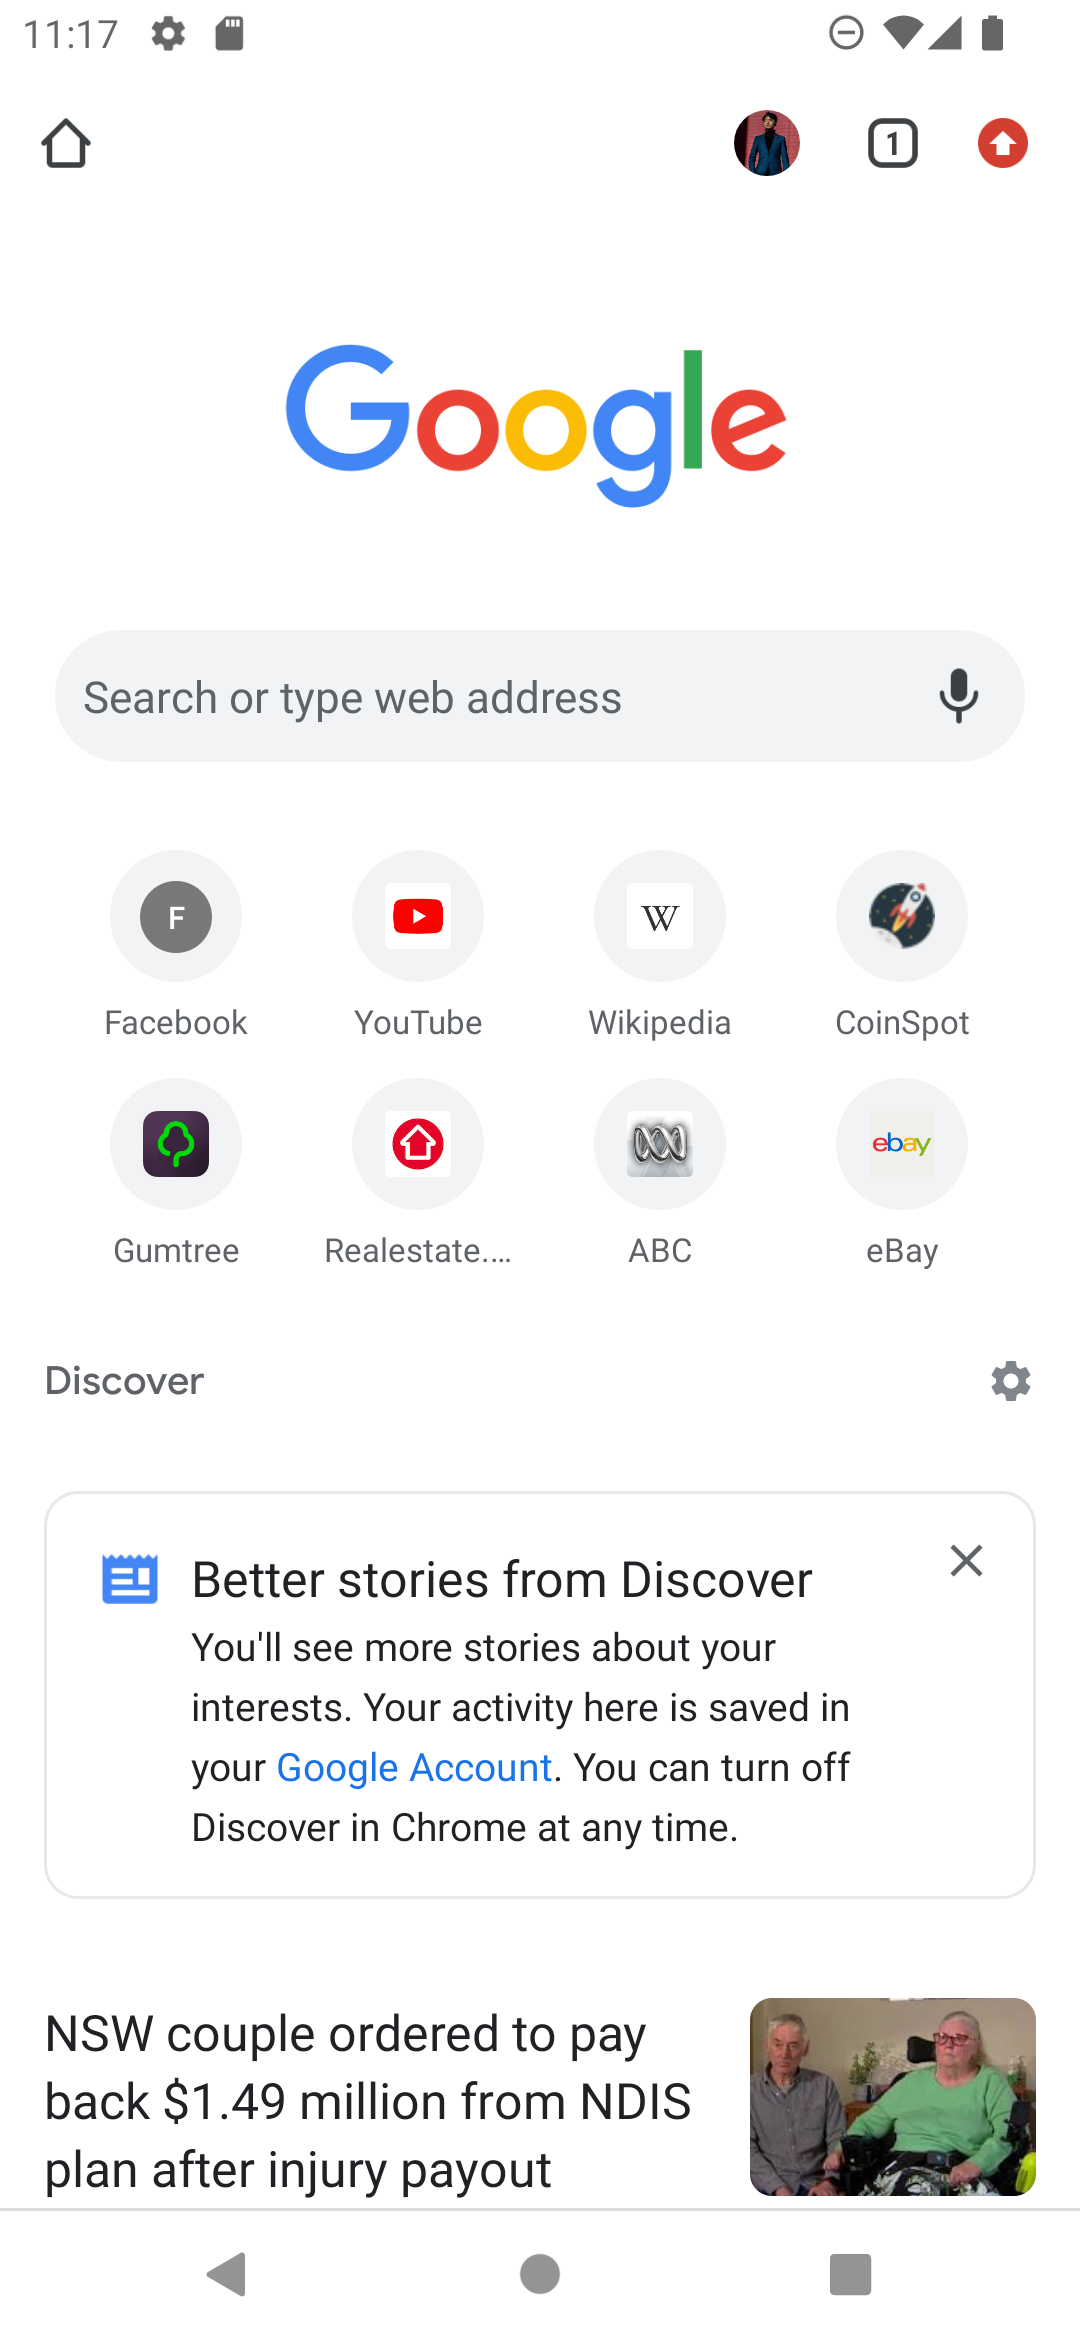 11:17
1
Google
Search or type web address
F
W
Facebook
YouTube
Wikipedia
CoinSpot
ebay
Gumtree
Realestate....
ABC
eBay
Discover
Better stories from Discover
You'll see more stories about your
interests. Your activity here is saved in
your Google Account. You can turn off
Discover in Chrome at any time.
NSW couple ordered to pay
back $1.49 million from NDIS
plan after injury payout